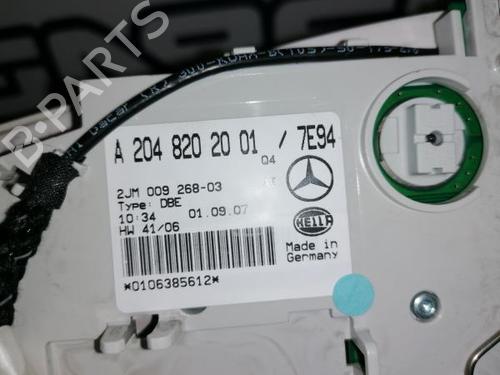 A 204 820 20 01 / 7E94
Q4
2JM 009 268-03
Type: DBE
10:34 01.09.07
HW 41/06
HELLA
Made in
Germany
*0106385612*
B-PARTS